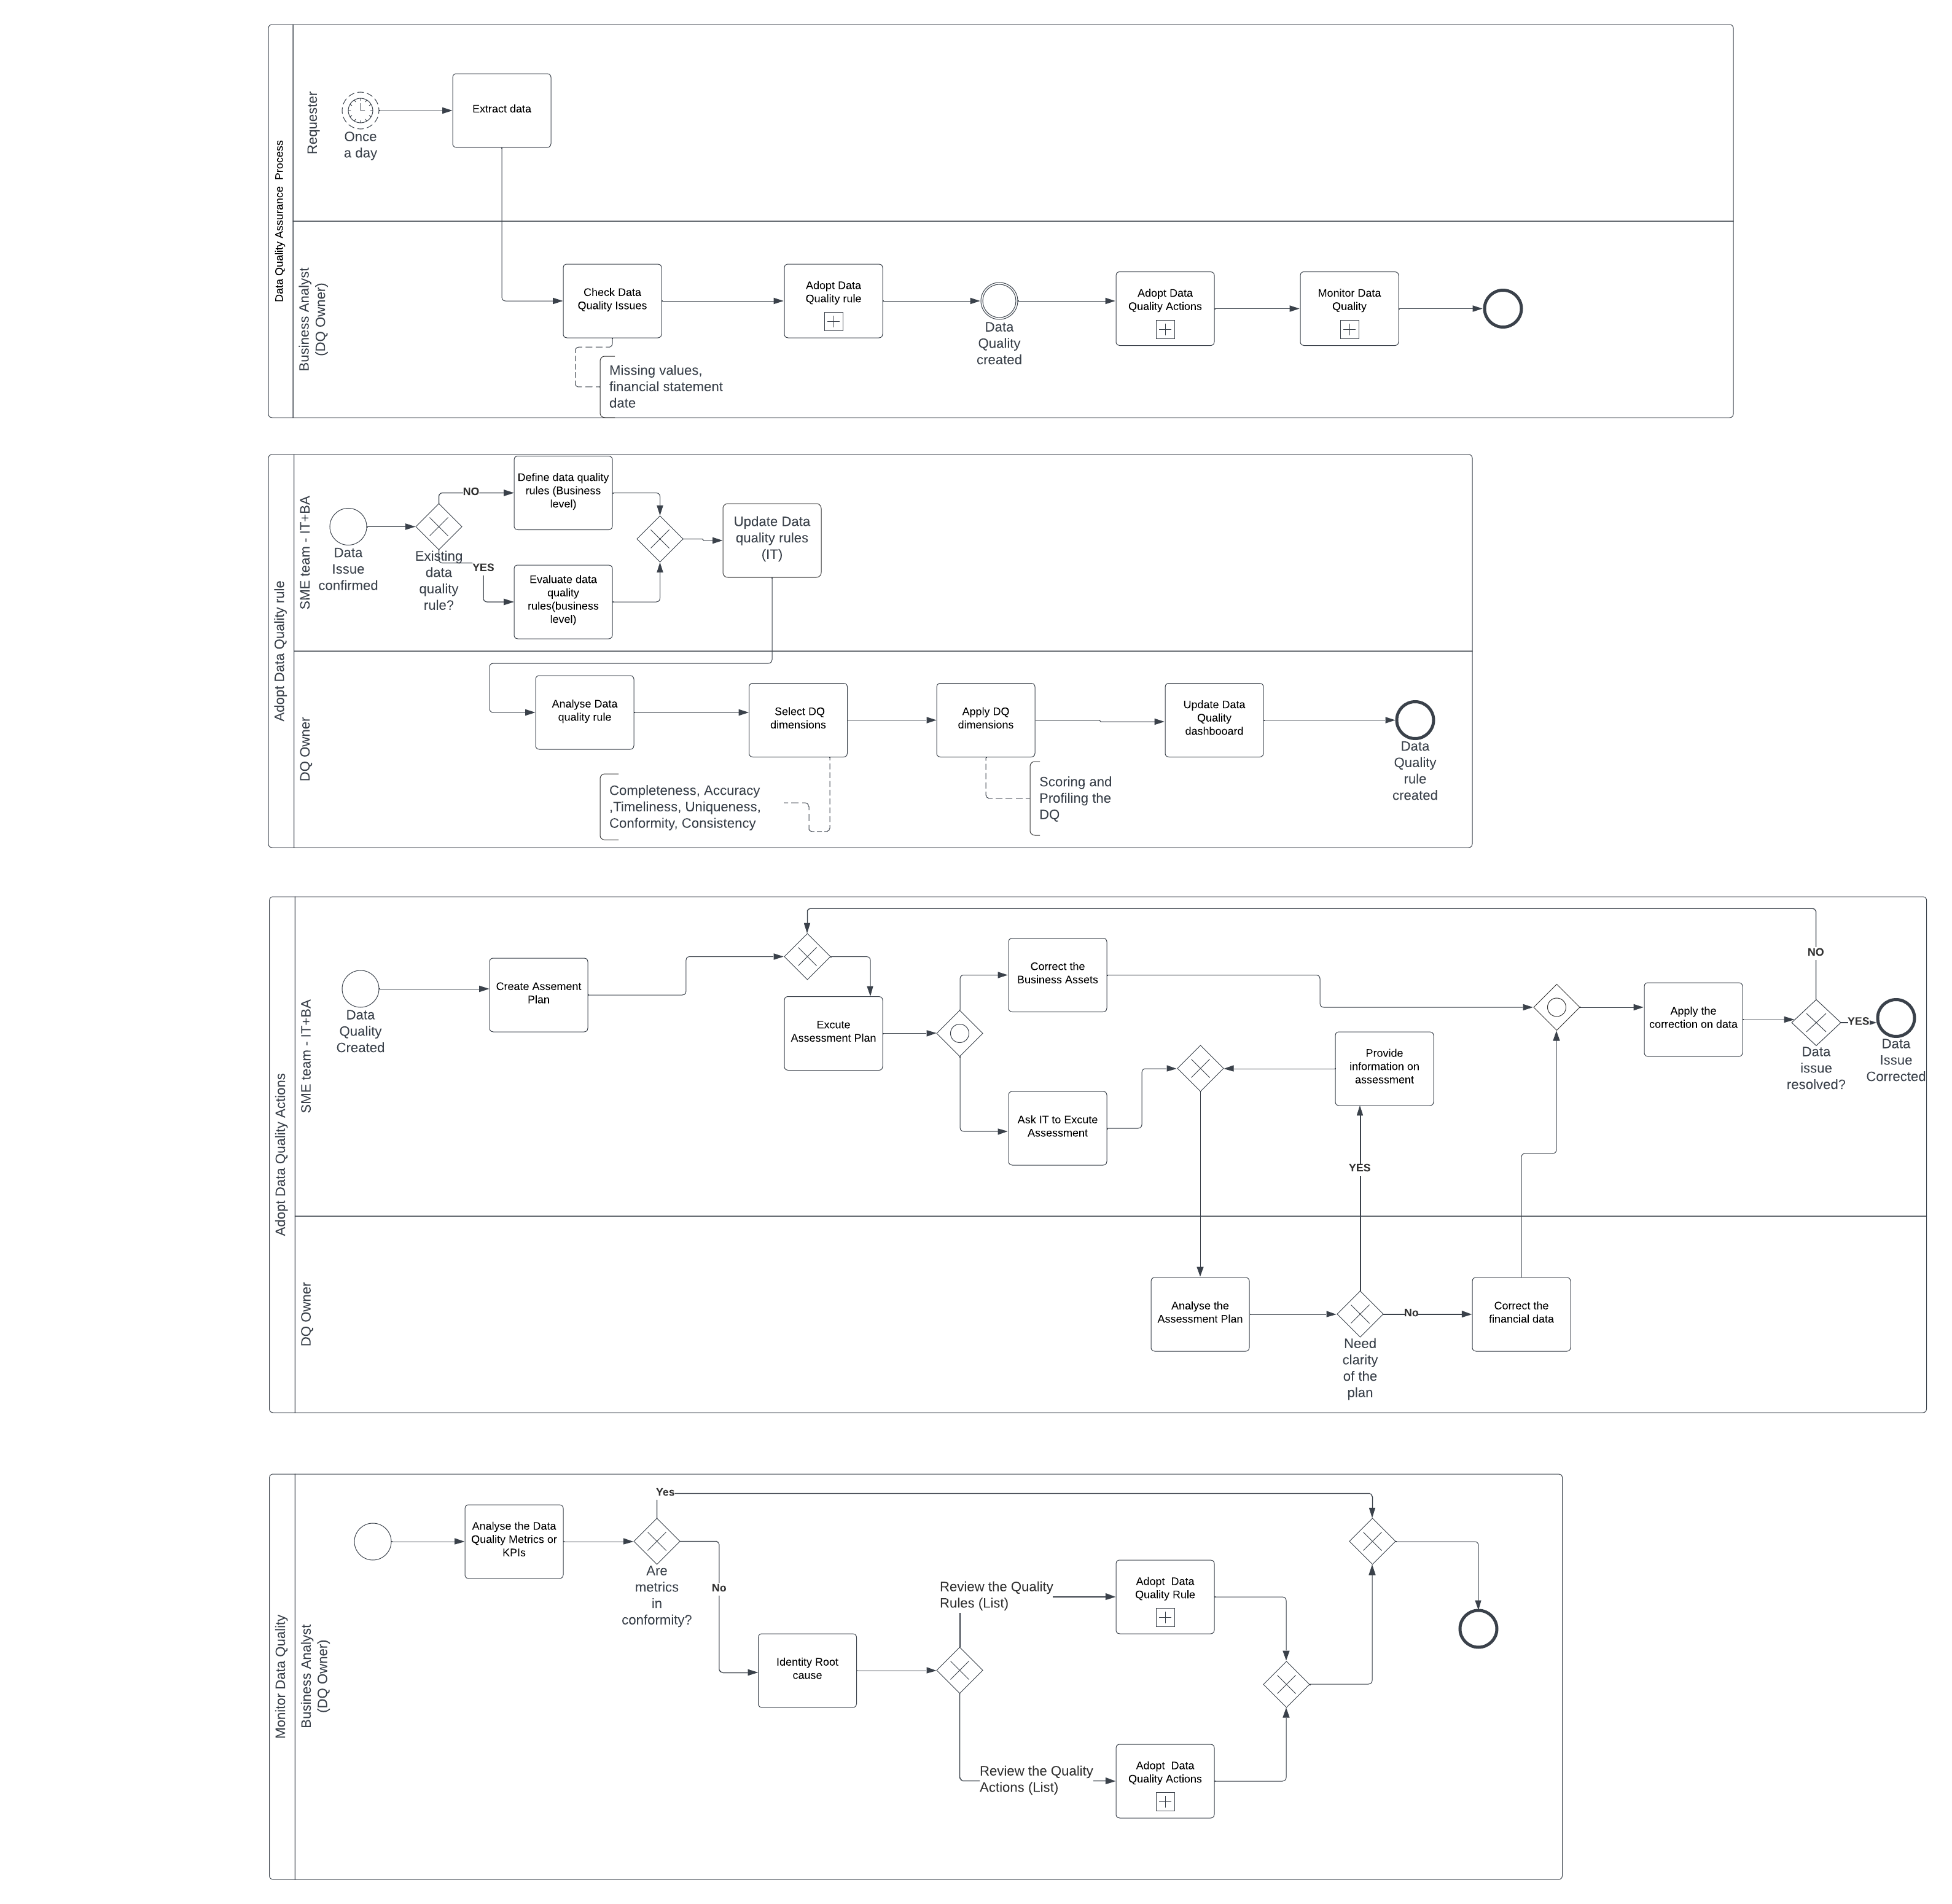 Data Quality Assurance  Process
Requester
Once
a day
Extract data
Business Analyst
(DQ Owner)
Check Data
Quality Issues
Missing values,
financial statement
date
Adopt Data
Quality rule
Data
Quality
created
Adopt Data
Quality Actions
Monitor Data
Quality
Adopt Data Quality rule
SME team - IT+BA
Data
Issue
confirmed
Existing
data
quality
rule?
NO
YES
Define data quality
rules (Business
level)
Evaluate data
quality
rules(business
level)
Update Data
quality rules
(IT)
DQ Owner
Analyse Data
quality rule
Select DQ
dimensions
Completeness, Accuracy
,Timeliness, Uniqueness,
Conformity, Consistency
Apply DQ
dimensions
Scoring and
Profiling the
DQ
Update Data
Quality
dashbooard
Data
Quality
rule
created
Adopt Data Quality Actions
SME team - IT+BA
Data
Quality
Created
Create Assement
Plan
Excute
Assessment Plan
Correct the
Business Assets
Ask IT to Excute
Assessment
Provide
information on
assessment
YES
Apply the
correction on data
NO
Data
issue
resolved?
YES
Data
Issue
Corrected
DQ Owner
Analyse the
Assessment Plan
Need
clarity
of the
plan
No
Correct the
financial data
Monitor Data Quality
Business Analyst
(DQ Owner)
Analyse the Data
Quality Metrics or
KPIs
Yes
Are
metrics
in
conformity?
No
Identity Root
cause
Review the Quality
Rules (List)
Adopt  Data
Quality Rule
Review the Quality
Actions (List)
Adopt  Data
Quality Actions